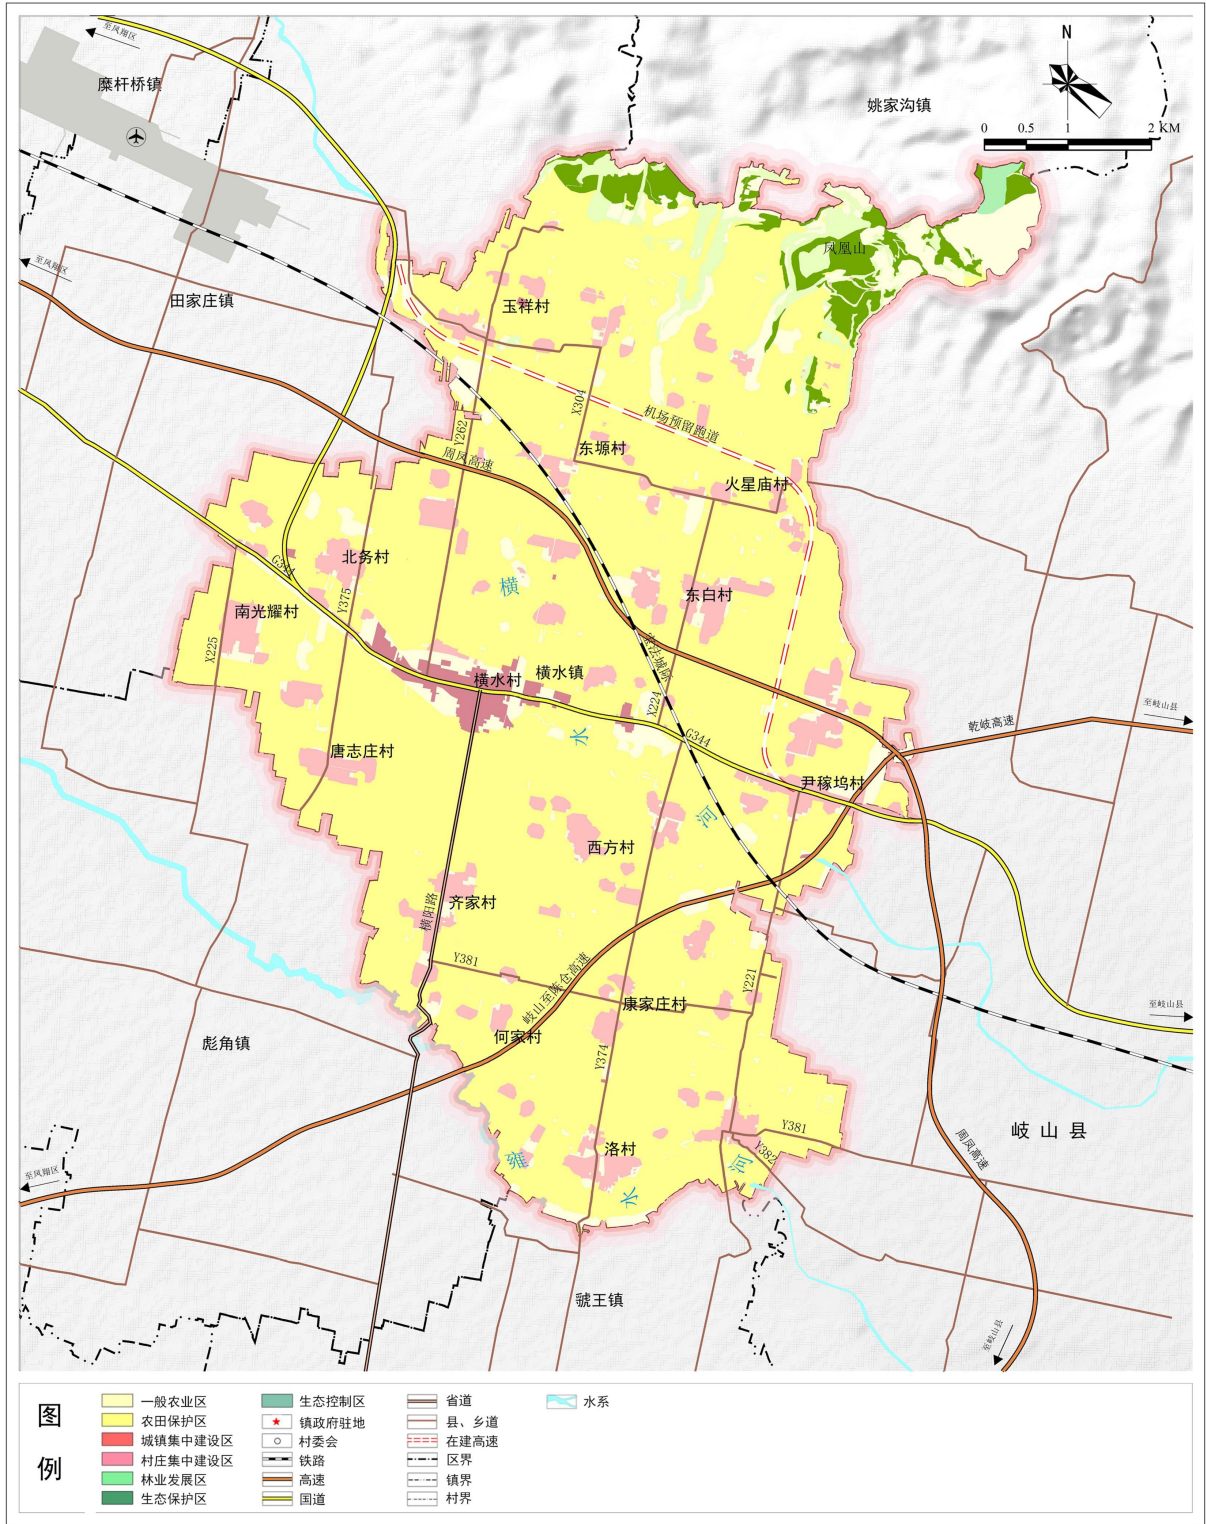 至凤翔区
糜杆桥镇
姚家沟镇
N
0 0.5 1 2 KM
凤凰山
至凤翔区
田家庄镇
玉祥村
X304
机场预留跑道
Y262
周凤高速
东塬村
火星庙村
G344
北务村
横
Y375
东白村
南光耀村
X225
宝法城际
横水村
横水镇
X224
至岐山县
乾岐高速
水
G344
唐志庄村
尹稼坞村
河
西方村
齐家村
横阳路
Y381
岐山至陈仓高速
Y221
康家庄村
至岐山县
何家村
彪角镇
Y374
岐山县
Y381
周凤高速
洛村
Y382
雍
河
水
至凤翔区
虢王镇
至岐山县
图例
一般农业区
农田保护区
城镇集中建设区
村庄集中建设区
林业发展区
生态保护区
生态控制区
镇政府驻地
村委会
铁路
高速
国道
省道
县、乡道
在建高速
区界
镇界
村界
水系